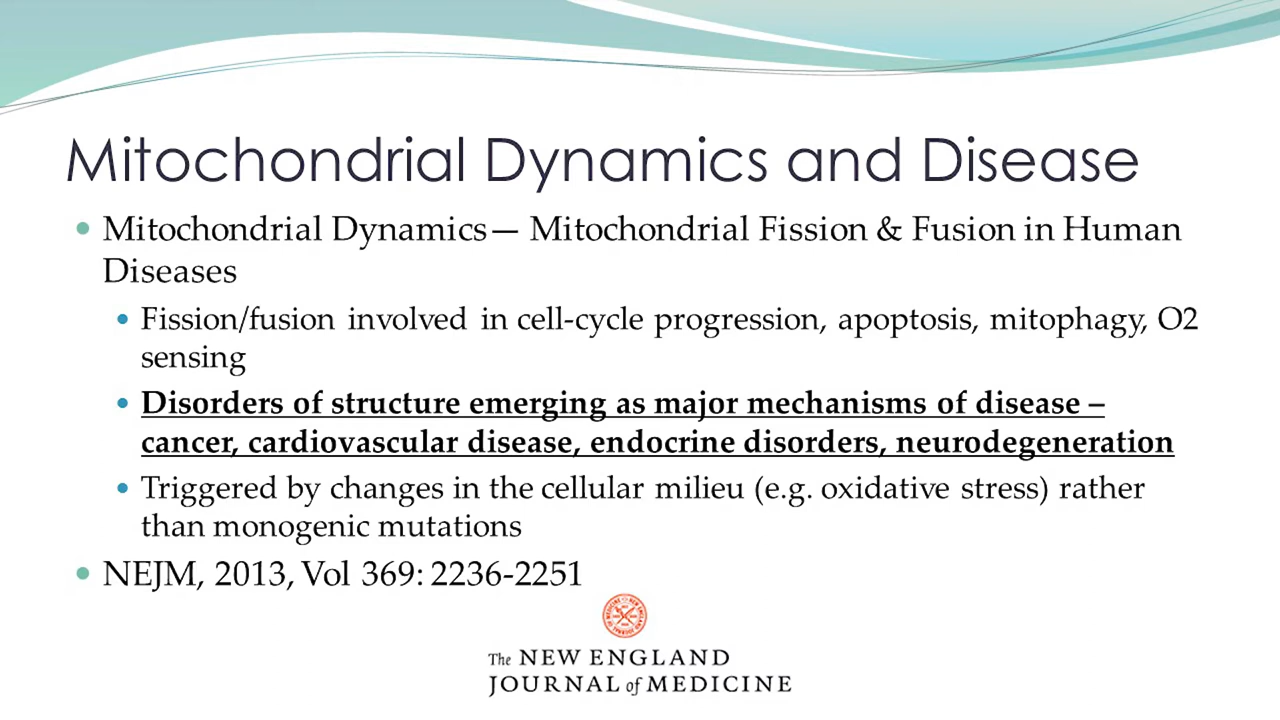 Mitochondrial Dynamics and Disease
• Mitochondrial Dynamics— Mitochondrial Fission & Fusion in Human
Diseases
• Fission/fusion involved in cell-cycle progression, apoptosis, mitophagy, O2
sensing
• Disorders of structure emerging as major mechanisms of disease –
cancer, cardiovascular disease, endocrine disorders, neurodegeneration
• Triggered by changes in the cellular milieu (e.g. oxidative stress) rather
than monogenic mutations
• NEJM, 2013, Vol 369: 2236-2251
The NEW ENGLAND
JOURNAL of MEDICINE